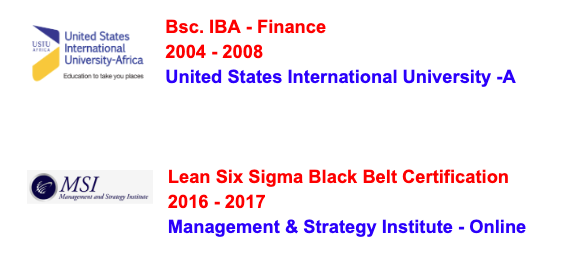 USIU
AFRICA
United States
International
University-Africa
Education to take you places
Bsc. IBA - Finance
2004 - 2008
United States International University -A
MSI
Management and Strategy Institute
Lean Six Sigma Black Belt Certification
2016 - 2017
Management & Strategy Institute - Online